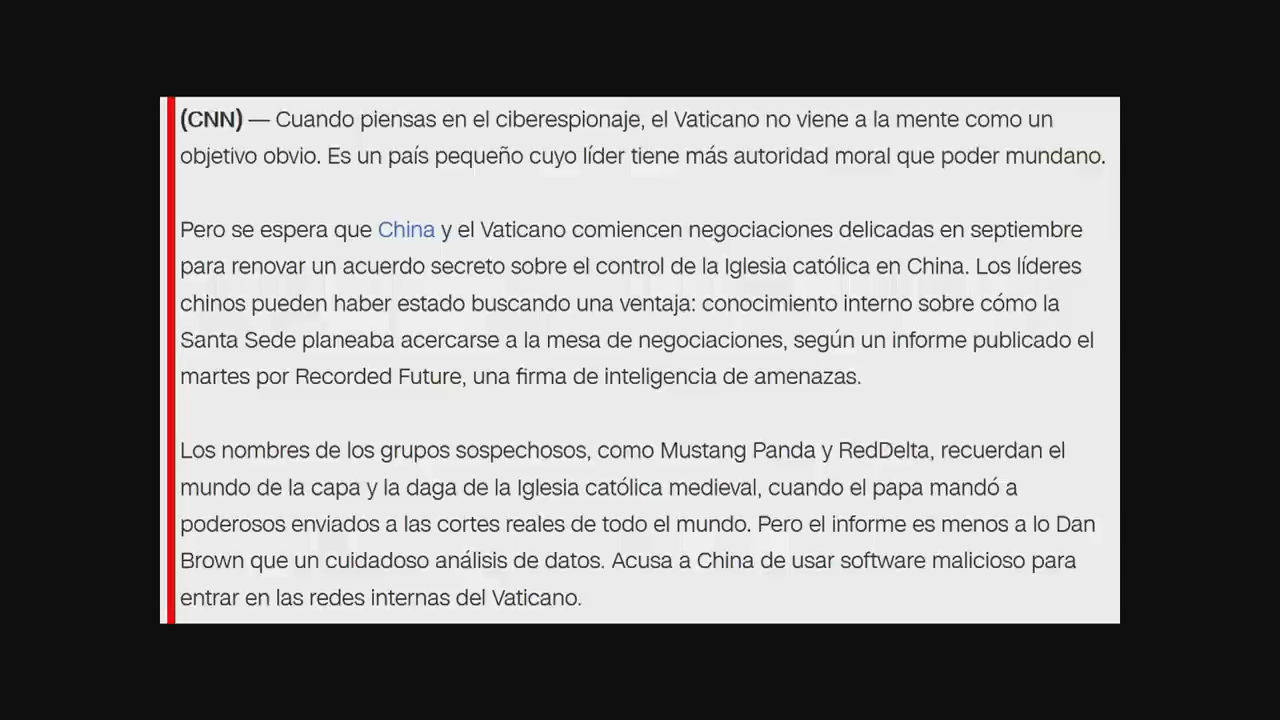 (CNN) — Cuando piensas en el ciberespionaje, el Vaticano no viene a la mente como un
objetivo obvio. Es un país pequeño cuyo líder tiene más autoridad moral que poder mundano.
Pero se espera que China y el Vaticano comiencen negociaciones delicadas en septiembre
para renovar un acuerdo secreto sobre el control de la Iglesia católica en China. Los líderes
chinos pueden haber estado buscando una ventaja: conocimiento interno sobre cómo la
Santa Sede planeaba acercarse a la mesa de negociaciones, según un informe publicado el
martes por Recorded Future, una firma de inteligencia de amenazas.
Los nombres de los grupos sospechosos, como Mustang Panda y RedDelta, recuerdan el
mundo de la capa y la daga de la Iglesia católica medieval, cuando el papa mandó a
poderosos enviados a las cortes reales de todo el mundo. Pero el informe es menos a lo Dan
Brown que un cuidadoso análisis de datos. Acusa a China de usar software malicioso para
entrar en las redes internas del Vaticano.